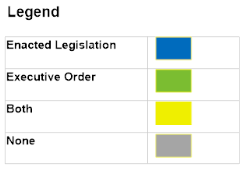 Legend
Enacted Legislation
Executive Order
Both
None